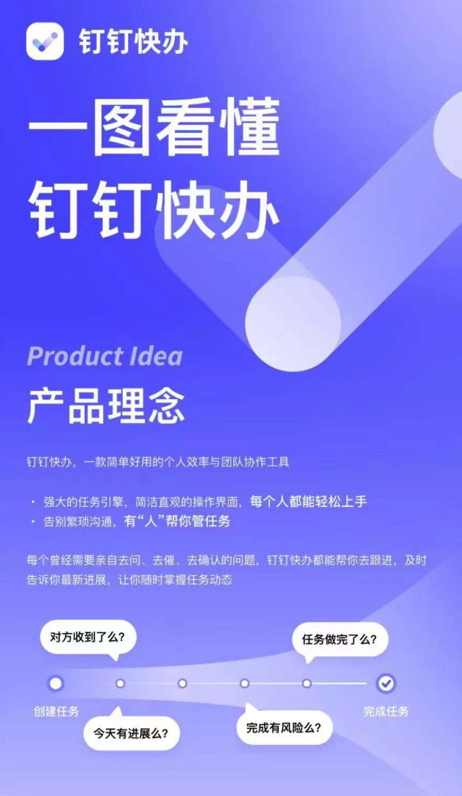 钉钉快办
一图看懂
钉钉快办
Product Idea
产品理念
钉钉快办，一款简单好用的个人效率与团队协作工具
· 强大的任务引擎，简洁直观的操作界面，每个人都能轻松上手
· 告别繁琐沟通，有“人”帮你管任务
每个曾经需要亲自去问、去催、去确认的问题，钉钉快办都能帮你去跟进，及时
告诉你最新进展，让你随时掌握任务动态
对方收到了么？
任务做完了么？
创建任务
完成任务
今天有进展么？
完成有风险么？